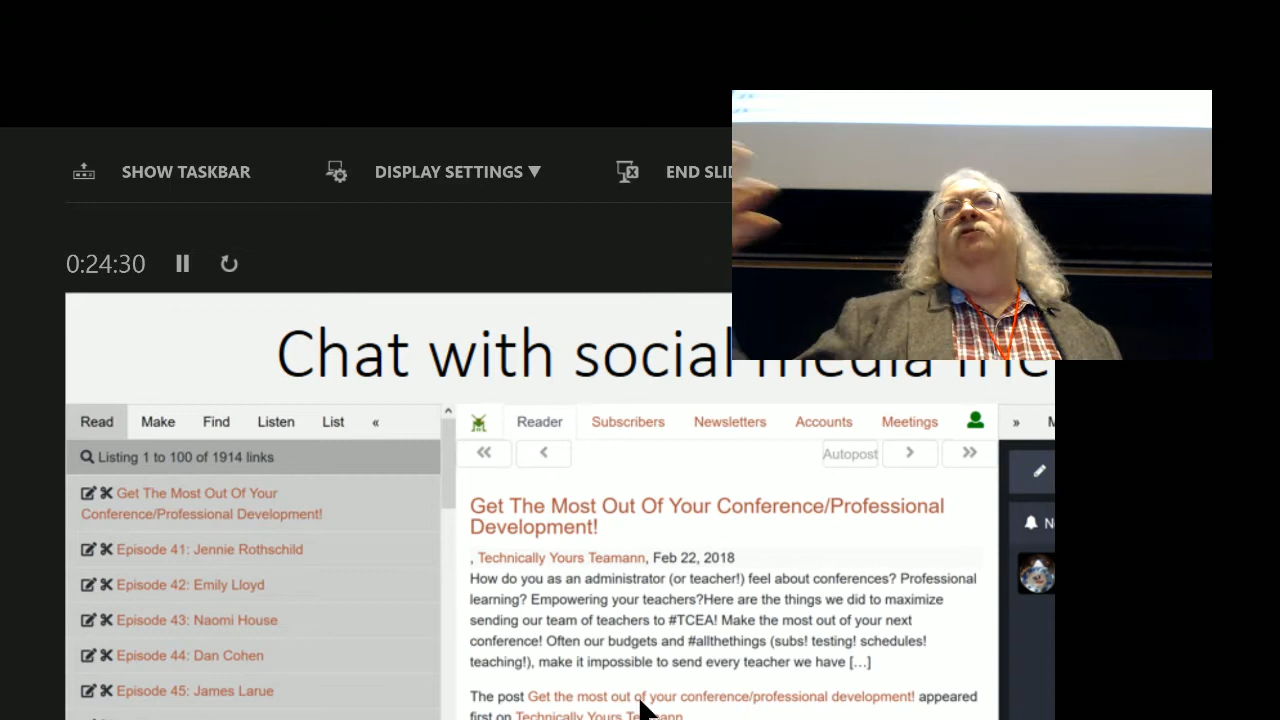 SHOW TASKBAR
DISPLAY SETTINGS ▼
END SLI
0:24:30
Chat with social media frie
Read Make Find Listen List «
Reader Subscribers Newsletters Accounts Meetings
» M
Listing 1 to 100 of 1914 links
Autopost
Get The Most Out Of Your
Conference/Professional Development!
Episode 41: Jennie Rothschild
Episode 42: Emily Lloyd
Episode 43: Naomi House
Episode 44: Dan Cohen
Episode 45: James Larue
Get The Most Out Of Your Conference/Professional
Development!
, Technically Yours Teamann, Feb 22, 2018
How do you as an administrator (or teacher!) feel about conferences? Professional
learning? Empowering your teachers?Here are the things we did to maximize
sending our team of teachers to #TCEA! Make the most out of your next
conference! Often our budgets and #allthethings (subs! testing! schedules!
teaching!), make it impossible to send every teacher we have […]
The post Get the most out of your conference/professional development! appeared
first on Technically Yours Teamann.
N